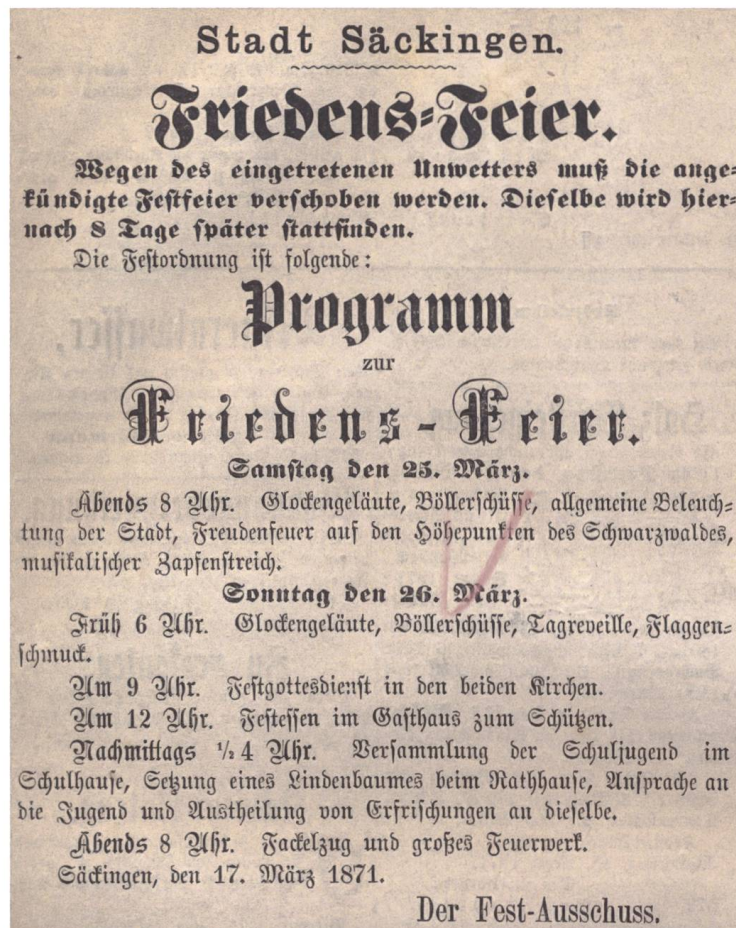 Stadt Säckingen.
Friedens-Feier.
Wegen des eingetretenen Unwetters muß die ange-
kündigte Festfeier verschoben werden. Dieselbe wird hier-
nach 8 Tage später stattfinden.
Die Festordnung ist folgende:
Programm
zur
Friedens-Feier.
Samstag den 25. März.
Abends 8 Uhr. Glockengeläute, Böllerschüsse, allgemeine Beleuch-
tung der Stadt, Freudenfeuer auf den Höhepunkten des Schwarzwaldes,
musikalischer Zapfenstreich.
Sonntag den 26. März.
Früh 6 Uhr. Glockengeläute, Böllerschüsse, Tagreveille, Flaggen-
schmuck.
Um 9 Uhr. Festgottesdienst in den beiden Kirchen.
Um 12 Uhr. Festessen im Gasthaus zum Schützen.
Nachmittags ½ 4 Uhr. Versammlung der Schuljugend im
Schulhause, Setzung eines Lindenbaumes beim Rathhause, Ansprache an
die Jugend und Austheilung von Erfrischungen an dieselbe.
Abends 8 Uhr. Fackelzug und großes Feuerwerk.
Säckingen, den 17. März 1871.
Der Fest-Ausschuss.